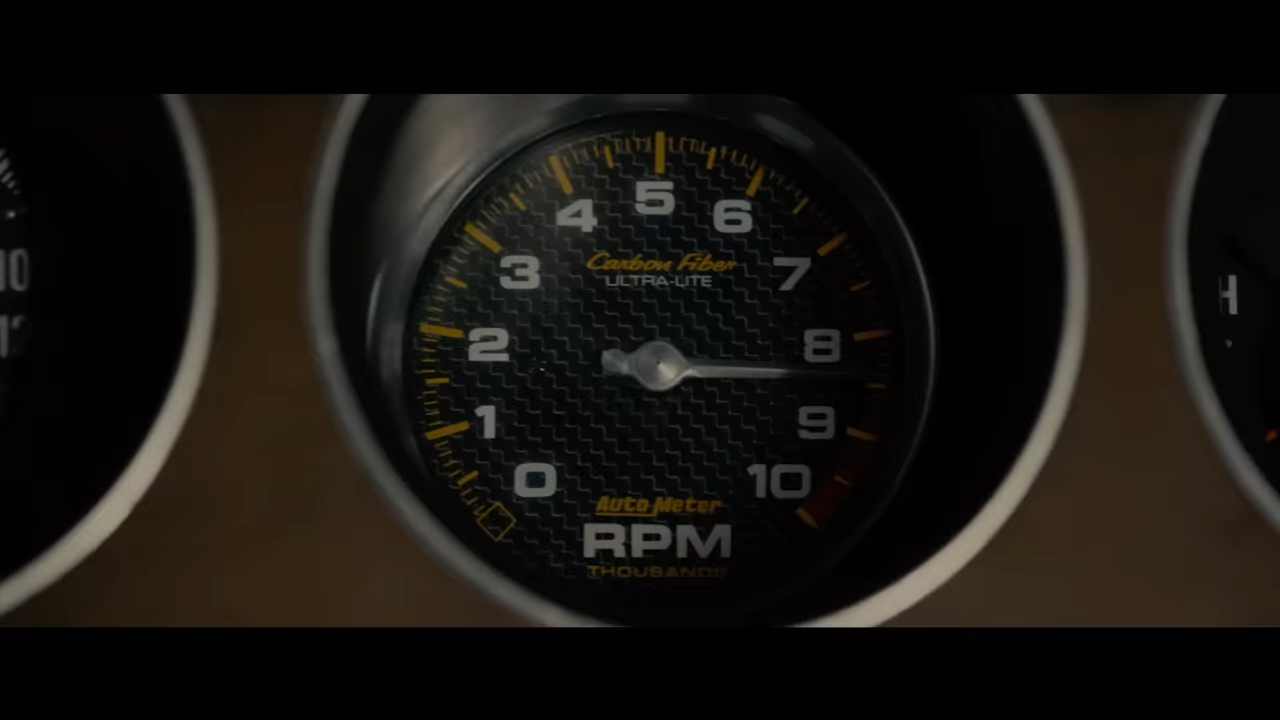 5
4
6
3
Carbon Fiber
7
ULTRA-LITE
10
H
2
8
1
9
0
10
Auto Meter
RPM
THOUSANDS